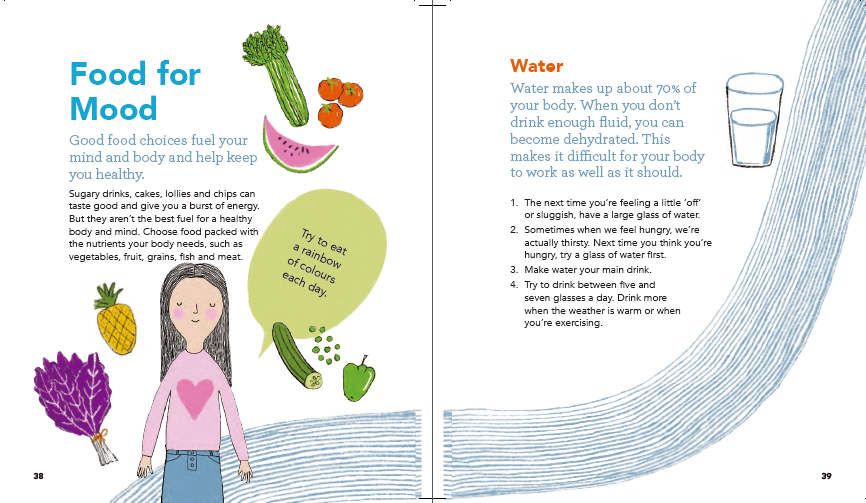 Food for
Mood
Good food choices fuel your
mind and body and help keep
you healthy.
Sugary drinks, cakes, lollies and chips can
taste good and give you a burst of energy.
But they aren’t the best fuel for a healthy
body and mind. Choose food packed with
the nutrients your body needs, such as
vegetables, fruit, grains, fish and meat.
Try to eat
a rainbow
of colours
each day.
38
Water
Water makes up about 70% of
your body. When you don’t
drink enough fluid, you can
become dehydrated. This
makes it difficult for your body
to work as well as it should.
1. The next time you’re feeling a little ‘off’
or sluggish, have a large glass of water.
2. Sometimes when we feel hungry, we’re
actually thirsty. Next time you think you’re
hungry, try a glass of water first.
3. Make water your main drink.
4. Try to drink between five and
seven glasses a day. Drink more
when the weather is warm or when
you’re exercising.
39